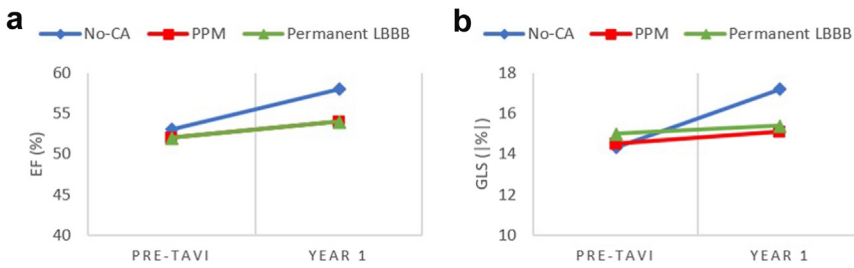 a
No-CA PPM Permanent LBBB
EF (%)
60
55
50
45
40
PRE-TAVI YEAR 1
b
No-CA PPM Permanent LBBB
GLS (|%|)
18
16
14
12
10
PRE-TAVI YEAR 1